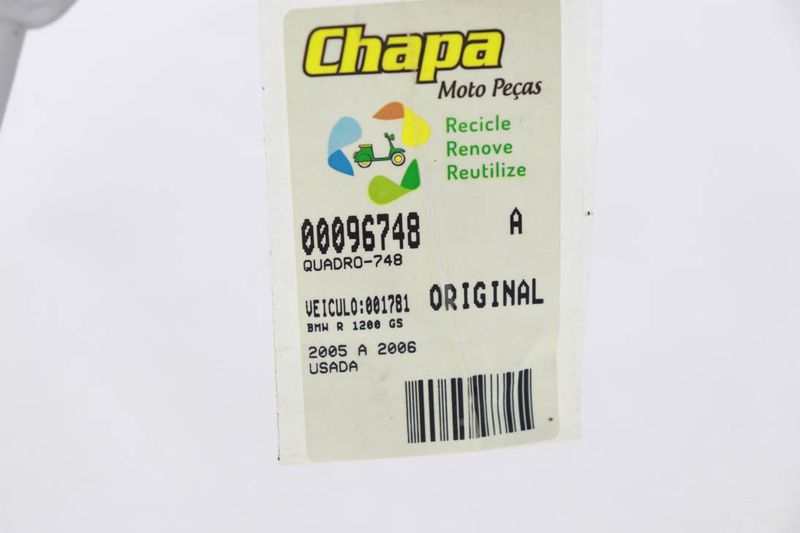 Chapa
Moto Peças
Recicle
Renove
Reutilize
00096748 A
QUADRO-748
VEICULO:001781 ORIGINAL
BMW R 1200 GS
2005 A 2006
USADA